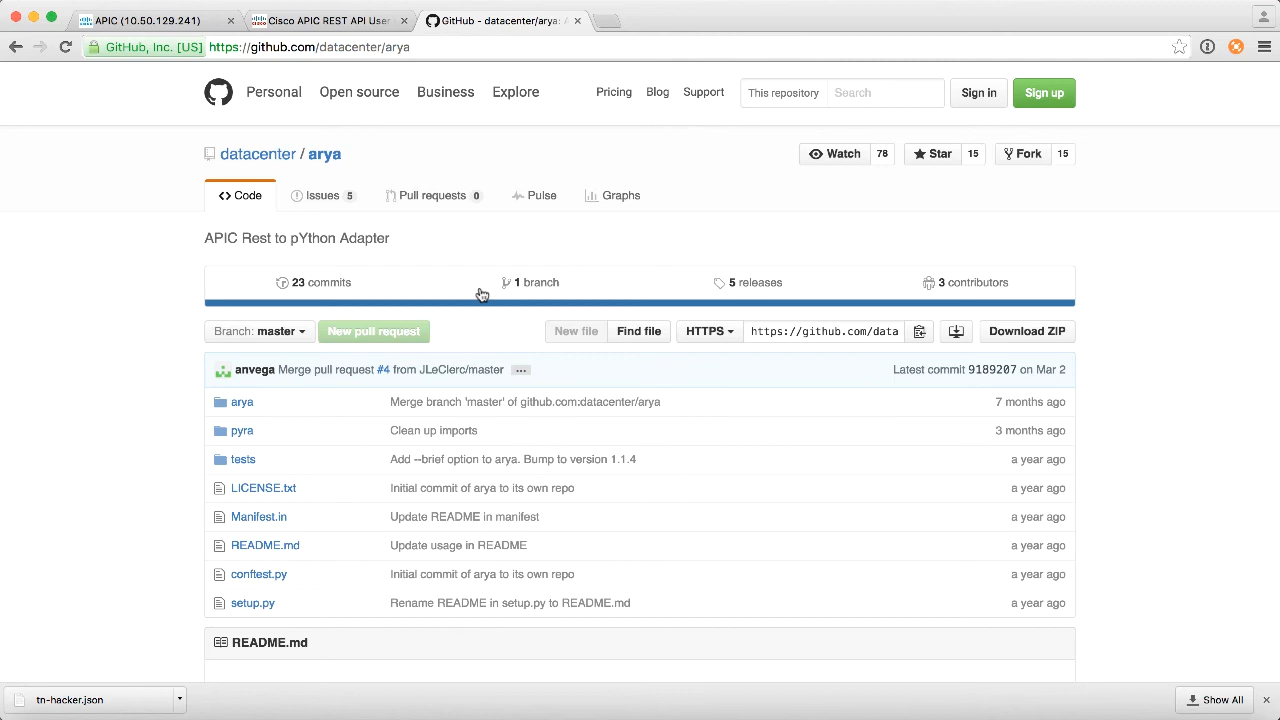 APIC (10.50.129.241)
Cisco APIC REST API User
GitHub - datacenter/arya: A
GitHub, Inc. [US] https://github.com/datacenter/arya
Personal Open source Business Explore Pricing Blog Support This repository Search Sign in Sign up
datacenter / arya
Watch 78 Star 15 Fork 15
Code Issues 5 Pull requests 0 Pulse Graphs
APIC Rest to pYthon Adapter
23 commits 1 branch 5 releases 3 contributors
Branch: master New pull request New file Find file HTTPS https://github.com/data Download ZIP
anvega Merge pull request #4 from JLeClerc/master ... Latest commit 9189207 on Mar 2
arya Merge branch 'master' of github.com:datacenter/arya 7 months ago
pyra Clean up imports 3 months ago
tests Add --brief option to arya. Bump to version 1.1.4 a year ago
LICENSE.txt Initial commit of arya to its own repo a year ago
Manifest.in Update README in manifest a year ago
README.md Update usage in README a year ago
conftest.py Initial commit of arya to its own repo a year ago
setup.py Rename README in setup.py to README.md a year ago
README.md
tn-hacker.json Show All